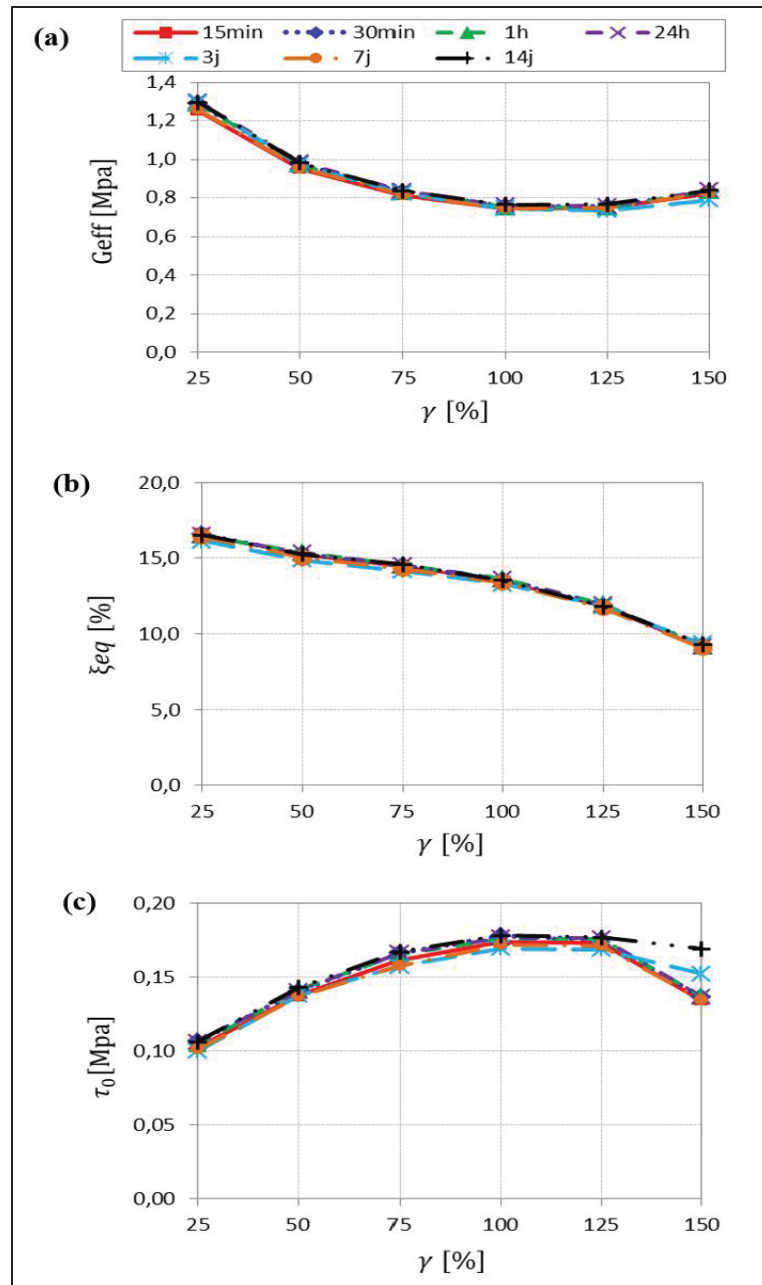 (a)
15min 30min 1h 24h
3j 7j 14j
1,4
1,2
1,0
0,8
0,6
0,4
0,2
0,0
Geff [Mpa]
25 50 75 100 125 150
γ [%]
(b)
20,0
15,0
10,0
5,0
0,0
ξeq [%]
25 50 75 100 125 150
γ [%]
(c)
0,20
0,15
0,10
0,05
0,00
τ₀ [Mpa]
25 50 75 100 125 150
γ [%]